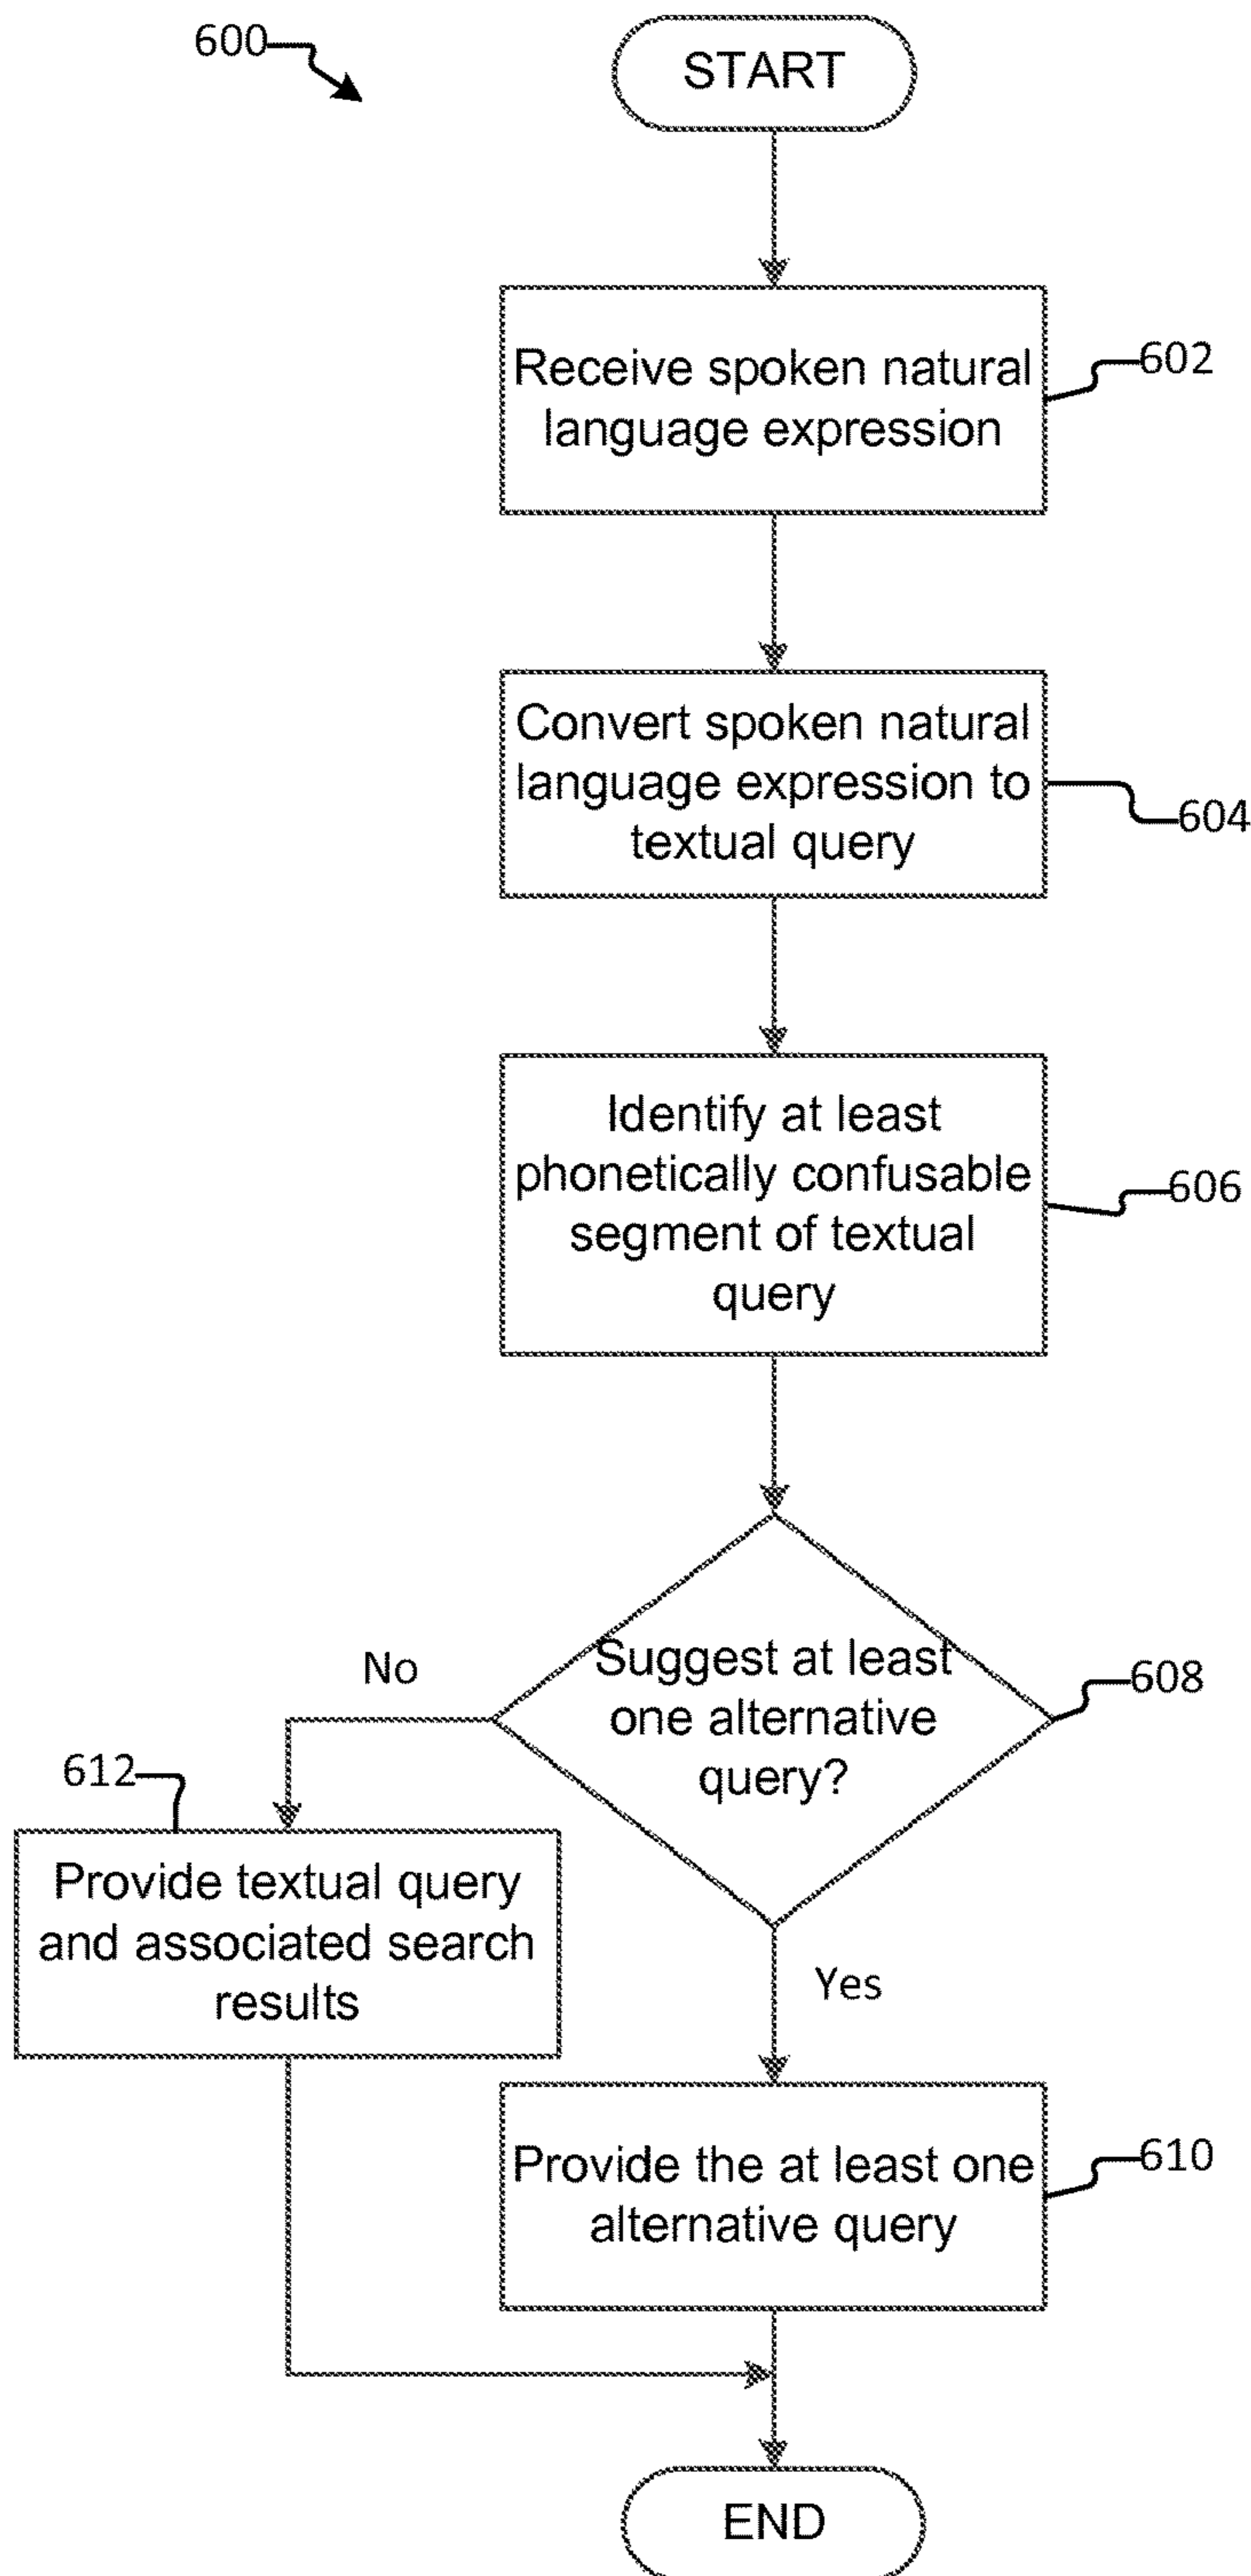 600
START
Receive spoken natural
language expression
602
Convert spoken natural
language expression to
textual query
604
Identify at least
phonetically confusable
segment of textual
query
606
Suggest at least
one alternative
query?
608
No
612
Provide textual query
and associated search
results
Yes
Provide the at least one
alternative query
610
END